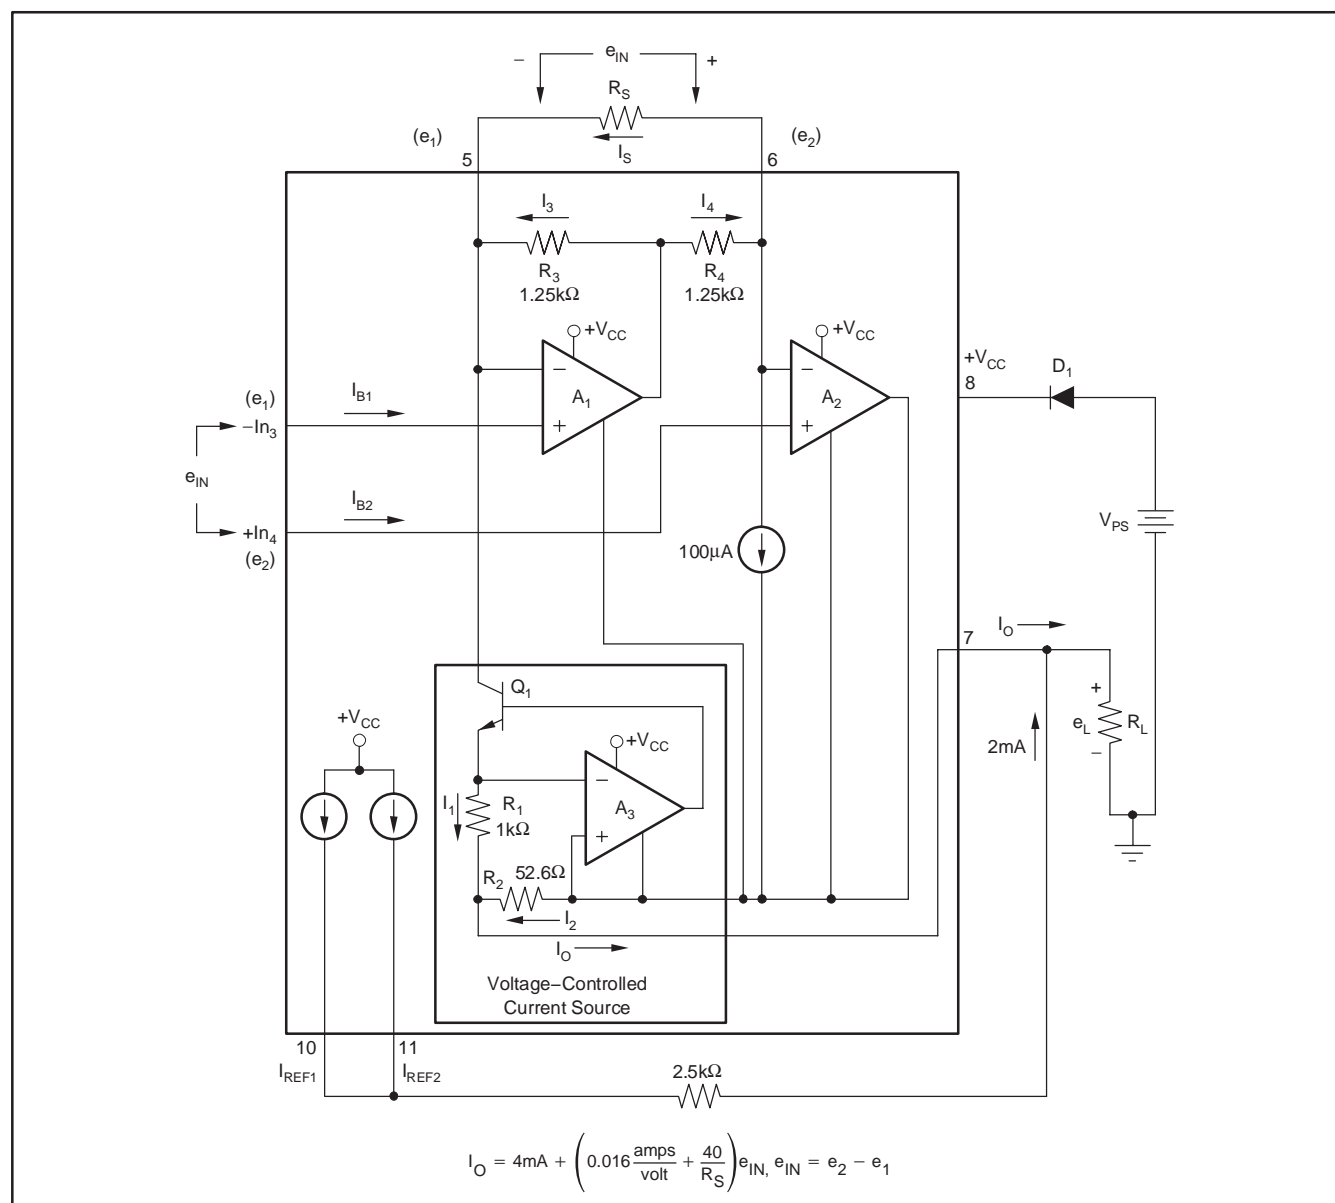 − e_IN +
R_S
(e_1) I_S (e_2)
5 6
I_3 I_4
R_3 R_4
1.25kΩ 1.25kΩ
+V_CC +V_CC
+V_CC D_1
8
(e_1) I_B1 − A_1 − A_2
−In_3 + +
e_IN
I_B2
+In_4
(e_2)
100μA
V_PS
I_O
7
Q_1
+
+V_CC +V_CC e_L R_L
2mA −
I_1 R_1 − A_3
1kΩ +
R_2 52.6Ω
I_2
I_O
Voltage−Controlled
Current Source
10 11
I_REF1 I_REF2 2.5kΩ
I_O = 4mA + (0.016 amps/volt + 40/R_S) e_IN, e_IN = e_2 − e_1